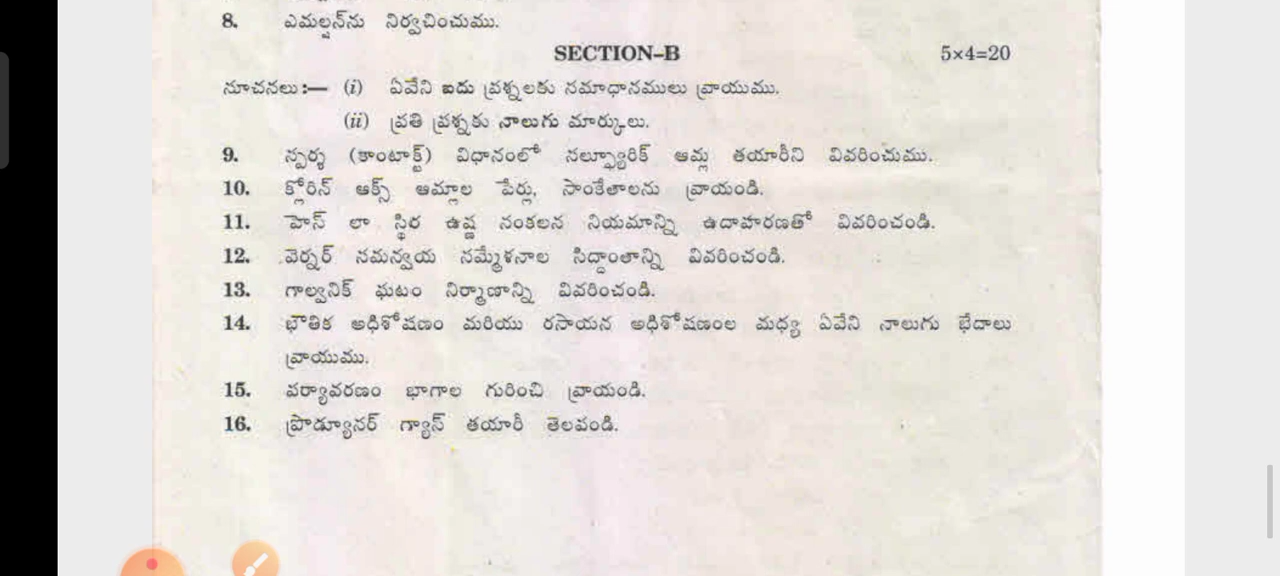 8. ఎమల్షన్‌ను నిర్వచించుము.
SECTION–B 5×4=20
సూచనలు :— (i) ఏవేని ఐదు ప్రశ్నలకు సమాధానములు వ్రాయుము.
(ii) ప్రతి ప్రశ్నకు నాలుగు మార్కులు.
9. స్పర్శ (కాంటాక్ట్) విధానంలో సల్ఫ్యూరిక్ ఆమ్ల తయారీని వివరించుము.
10. క్లోరిన్ ఆక్సీ ఆమ్లాల పేర్లు, సాంకేతాలను వ్రాయండి.
11. హెస్ లా స్థిర ఉష్ణ సంకలన నియమాన్ని ఉదాహరణతో వివరించండి.
12. వెర్నర్ సమన్వయ సమ్మేళనాల సిద్ధాంతాన్ని వివరించండి.
13. గాల్వనిక్ ఘటం నిర్మాణాన్ని వివరించండి.
14. భౌతిక అధిశోషణం మరియు రసాయన అధిశోషణంల మధ్య ఏవేని నాలుగు భేదాలు
వ్రాయుము.
15. పర్యావరణం భాగాల గురించి వ్రాయండి.
16. ప్రొడ్యూసర్ గ్యాస్ తయారీ తెలపండి.